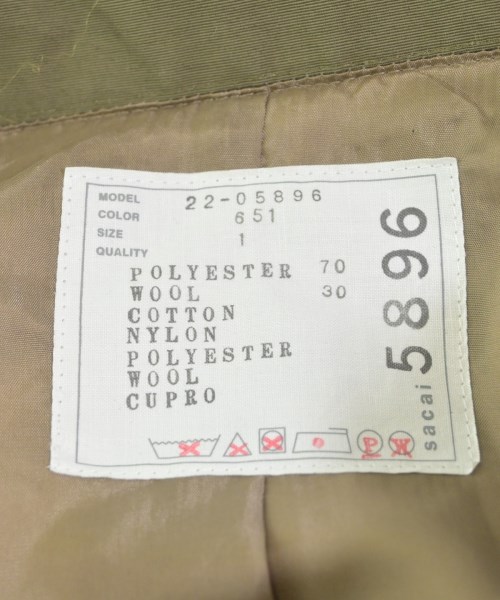 MODEL 22-05896
COLOR 651
SIZE 1
QUALITY
POLYESTER 70
WOOL 30
COTTON
NYLON
POLYESTER
WOOL
CUPRO
P W
sacai 5896